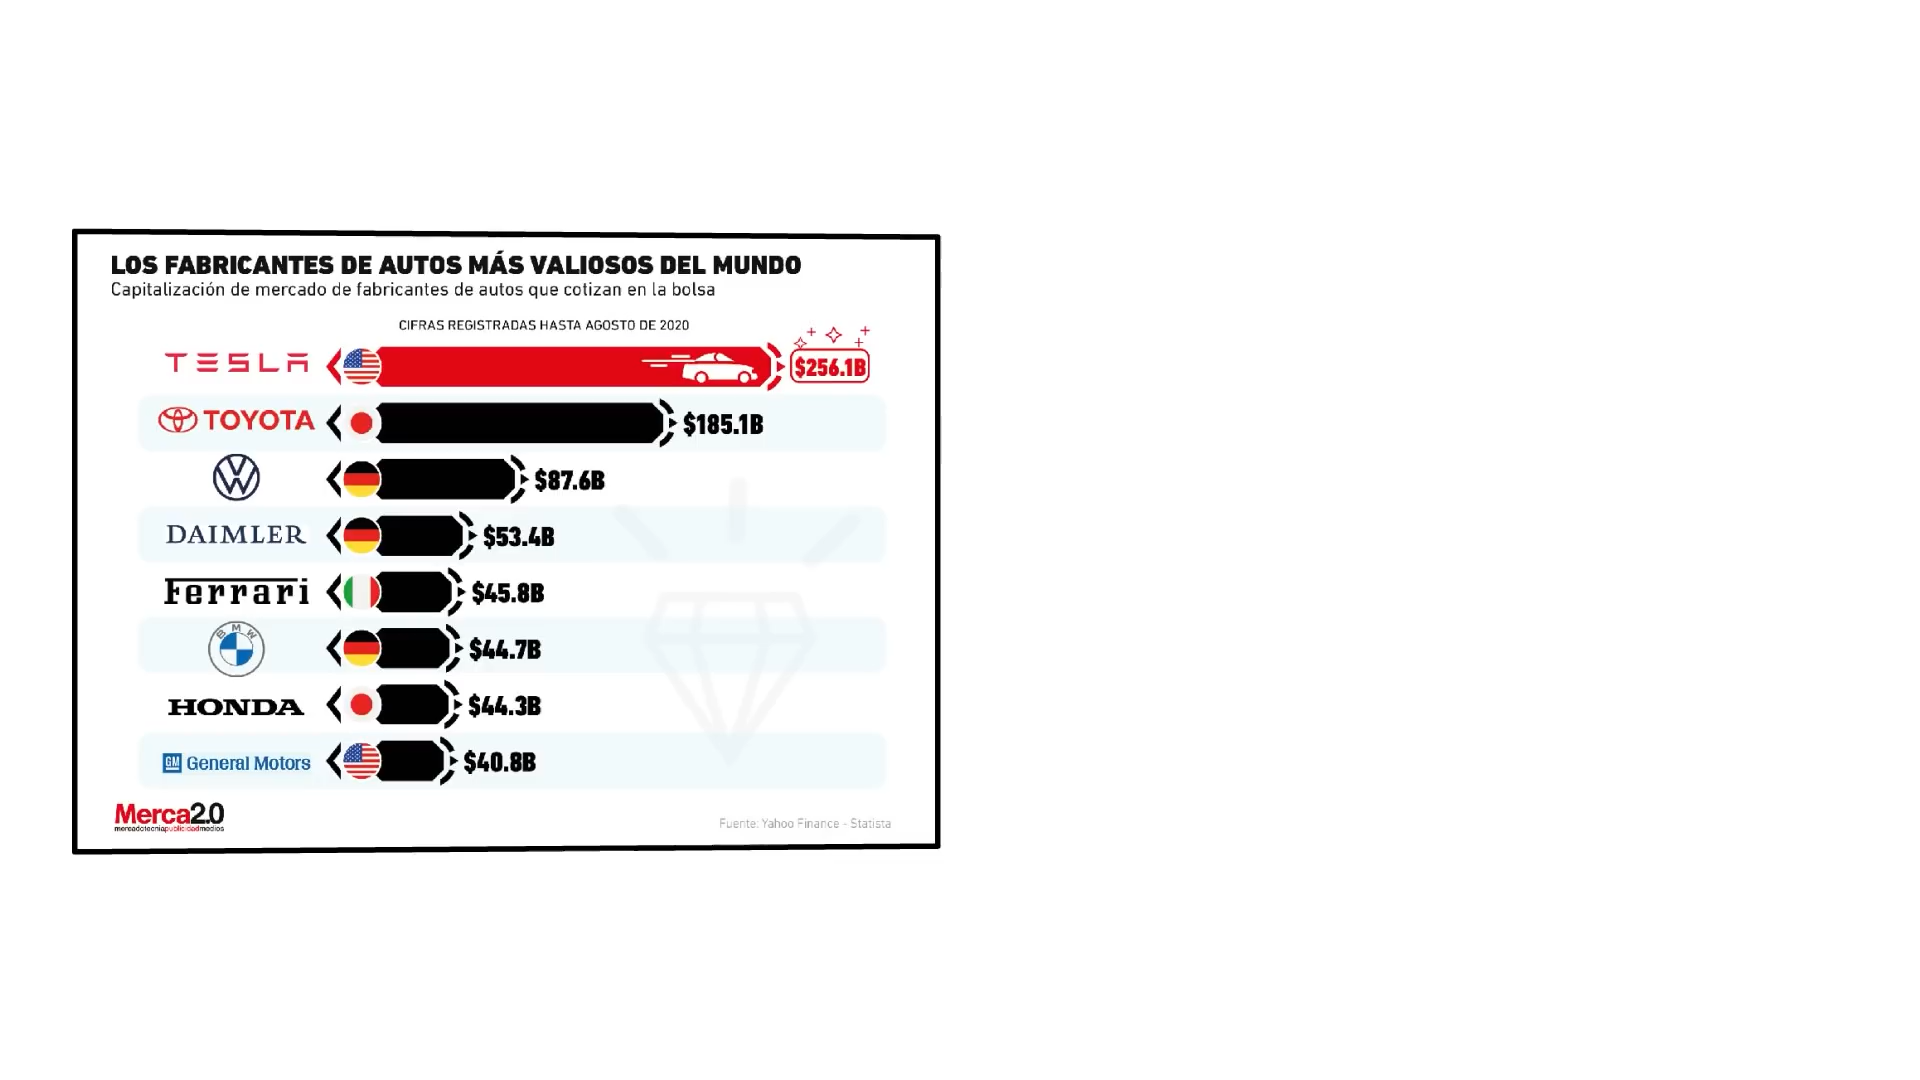 LOS FABRICANTES DE AUTOS MÁS VALIOSOS DEL MUNDO
Capitalización de mercado de fabricantes de autos que cotizan en la bolsa
CIFRAS REGISTRADAS HASTA AGOSTO DE 2020
TESLA $256.1B
TOYOTA $185.1B
VW $87.6B
DAIMLER $53.4B
Ferrari $45.8B
BMW $44.7B
HONDA $44.3B
GM General Motors $40.8B
Merca2.0
mercadotecniapublicidadmedios
Fuente: Yahoo Finance - Statista